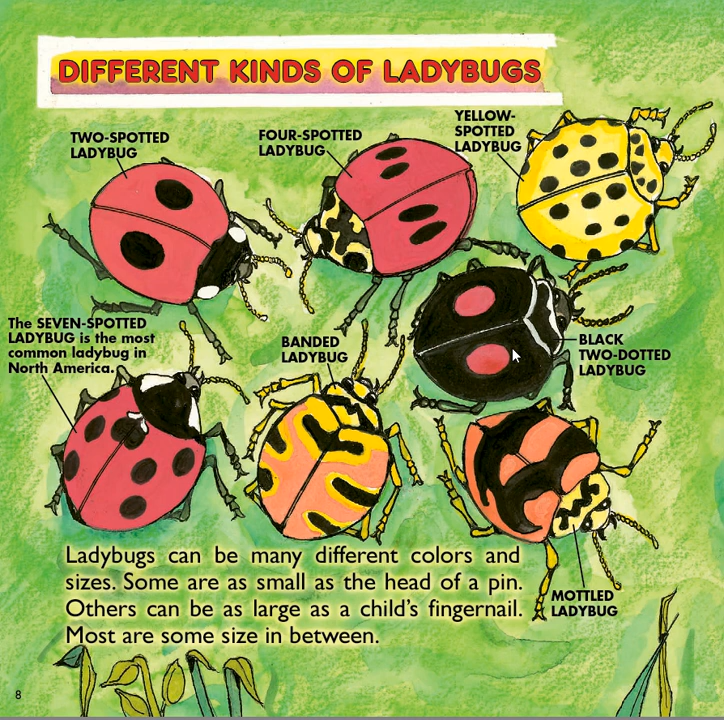 DIFFERENT KINDS OF LADYBUGS
TWO-SPOTTED
LADYBUG
FOUR-SPOTTED
LADYBUG
YELLOW-
SPOTTED
LADYBUG
The SEVEN-SPOTTED
LADYBUG is the most
common ladybug in
North America.
BANDED
LADYBUG
BLACK
TWO-DOTTED
LADYBUG
MOTTLED
LADYBUG
Ladybugs can be many different colors and
sizes. Some are as small as the head of a pin.
Others can be as large as a child's fingernail.
Most are some size in between.
8